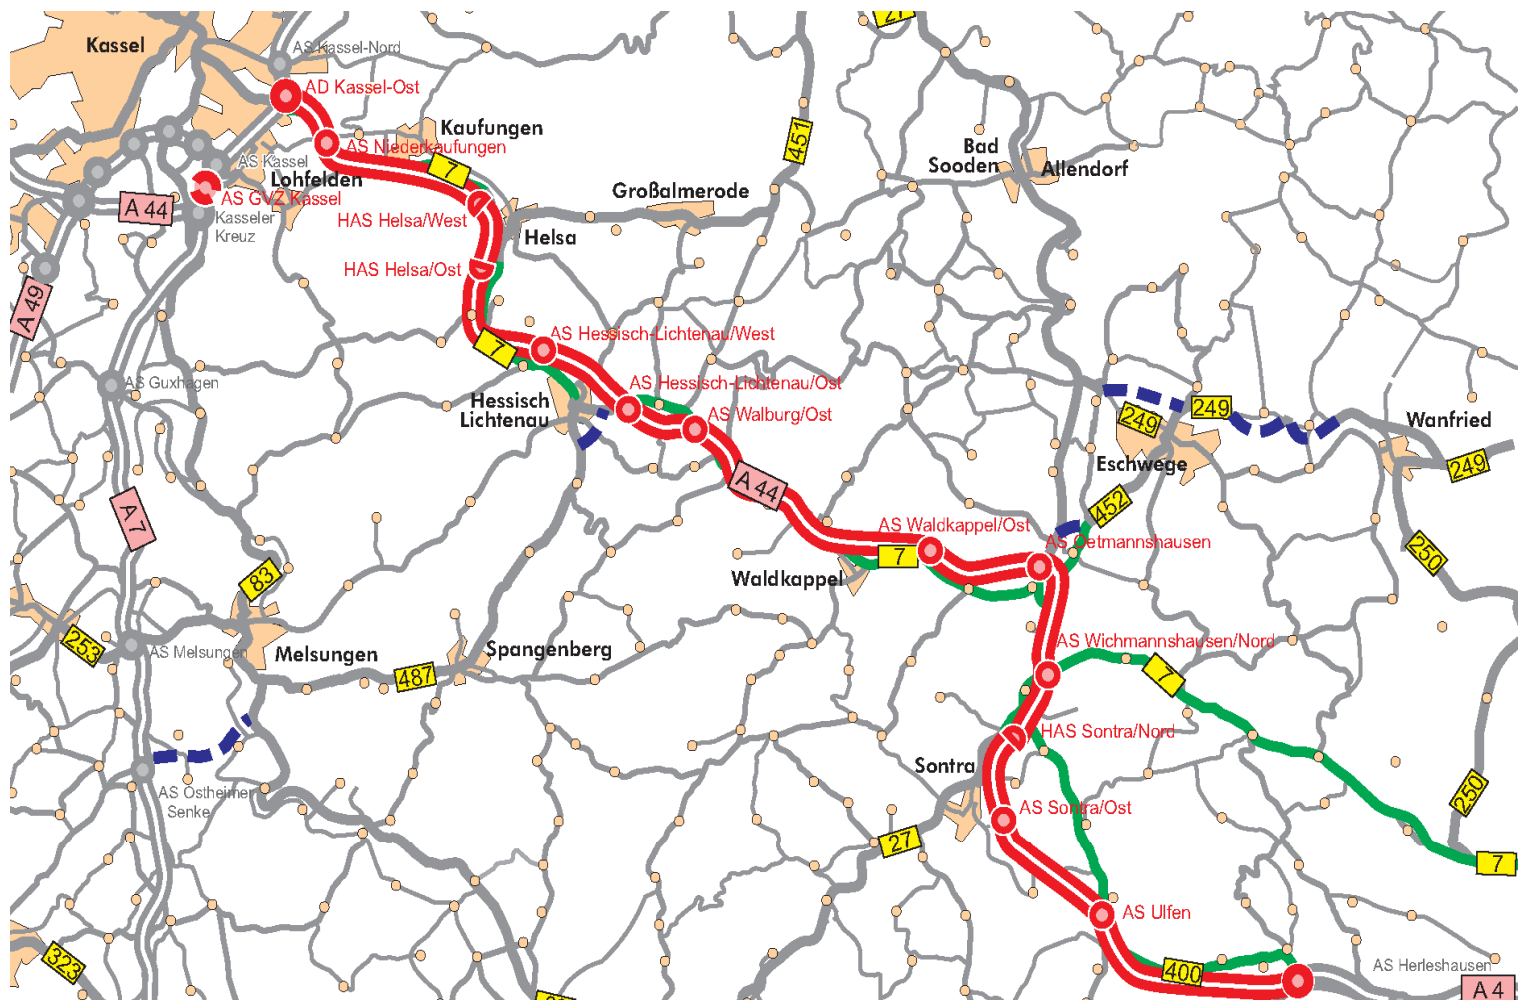 27
Kassel
AS Kassel-Nord
AD Kassel-Ost
Kaufungen
AS Niederkaufungen
451
Bad
Sooden
Allendorf
AS Kassel
Lohfelden
7
Großalmerode
AS GVZ Kassel
A 44
Kasseler
Kreuz
HAS Helsa/West
Helsa
HAS Helsa/Ost
A 49
AS Hessisch-Lichtenau/West
7
AS Guxhagen
AS Hessisch-Lichtenau/Ost
Hessisch
Lichtenau
AS Walburg/Ost
249
249
Wanfried
Eschwege
249
A 44
A 7
452
AS Waldkappel/Ost
AS Oetmannshausen
7
250
Waldkappel
83
253
AS Melsungen
Melsungen
487
Spangenberg
AS Wichmannshausen/Nord
7
HAS Sontra/Nord
Sontra
AS Ostheimer
Senke
AS Sontra/Ost
250
27
7
AS Ulfen
323
400
AS Herleshausen
A 4